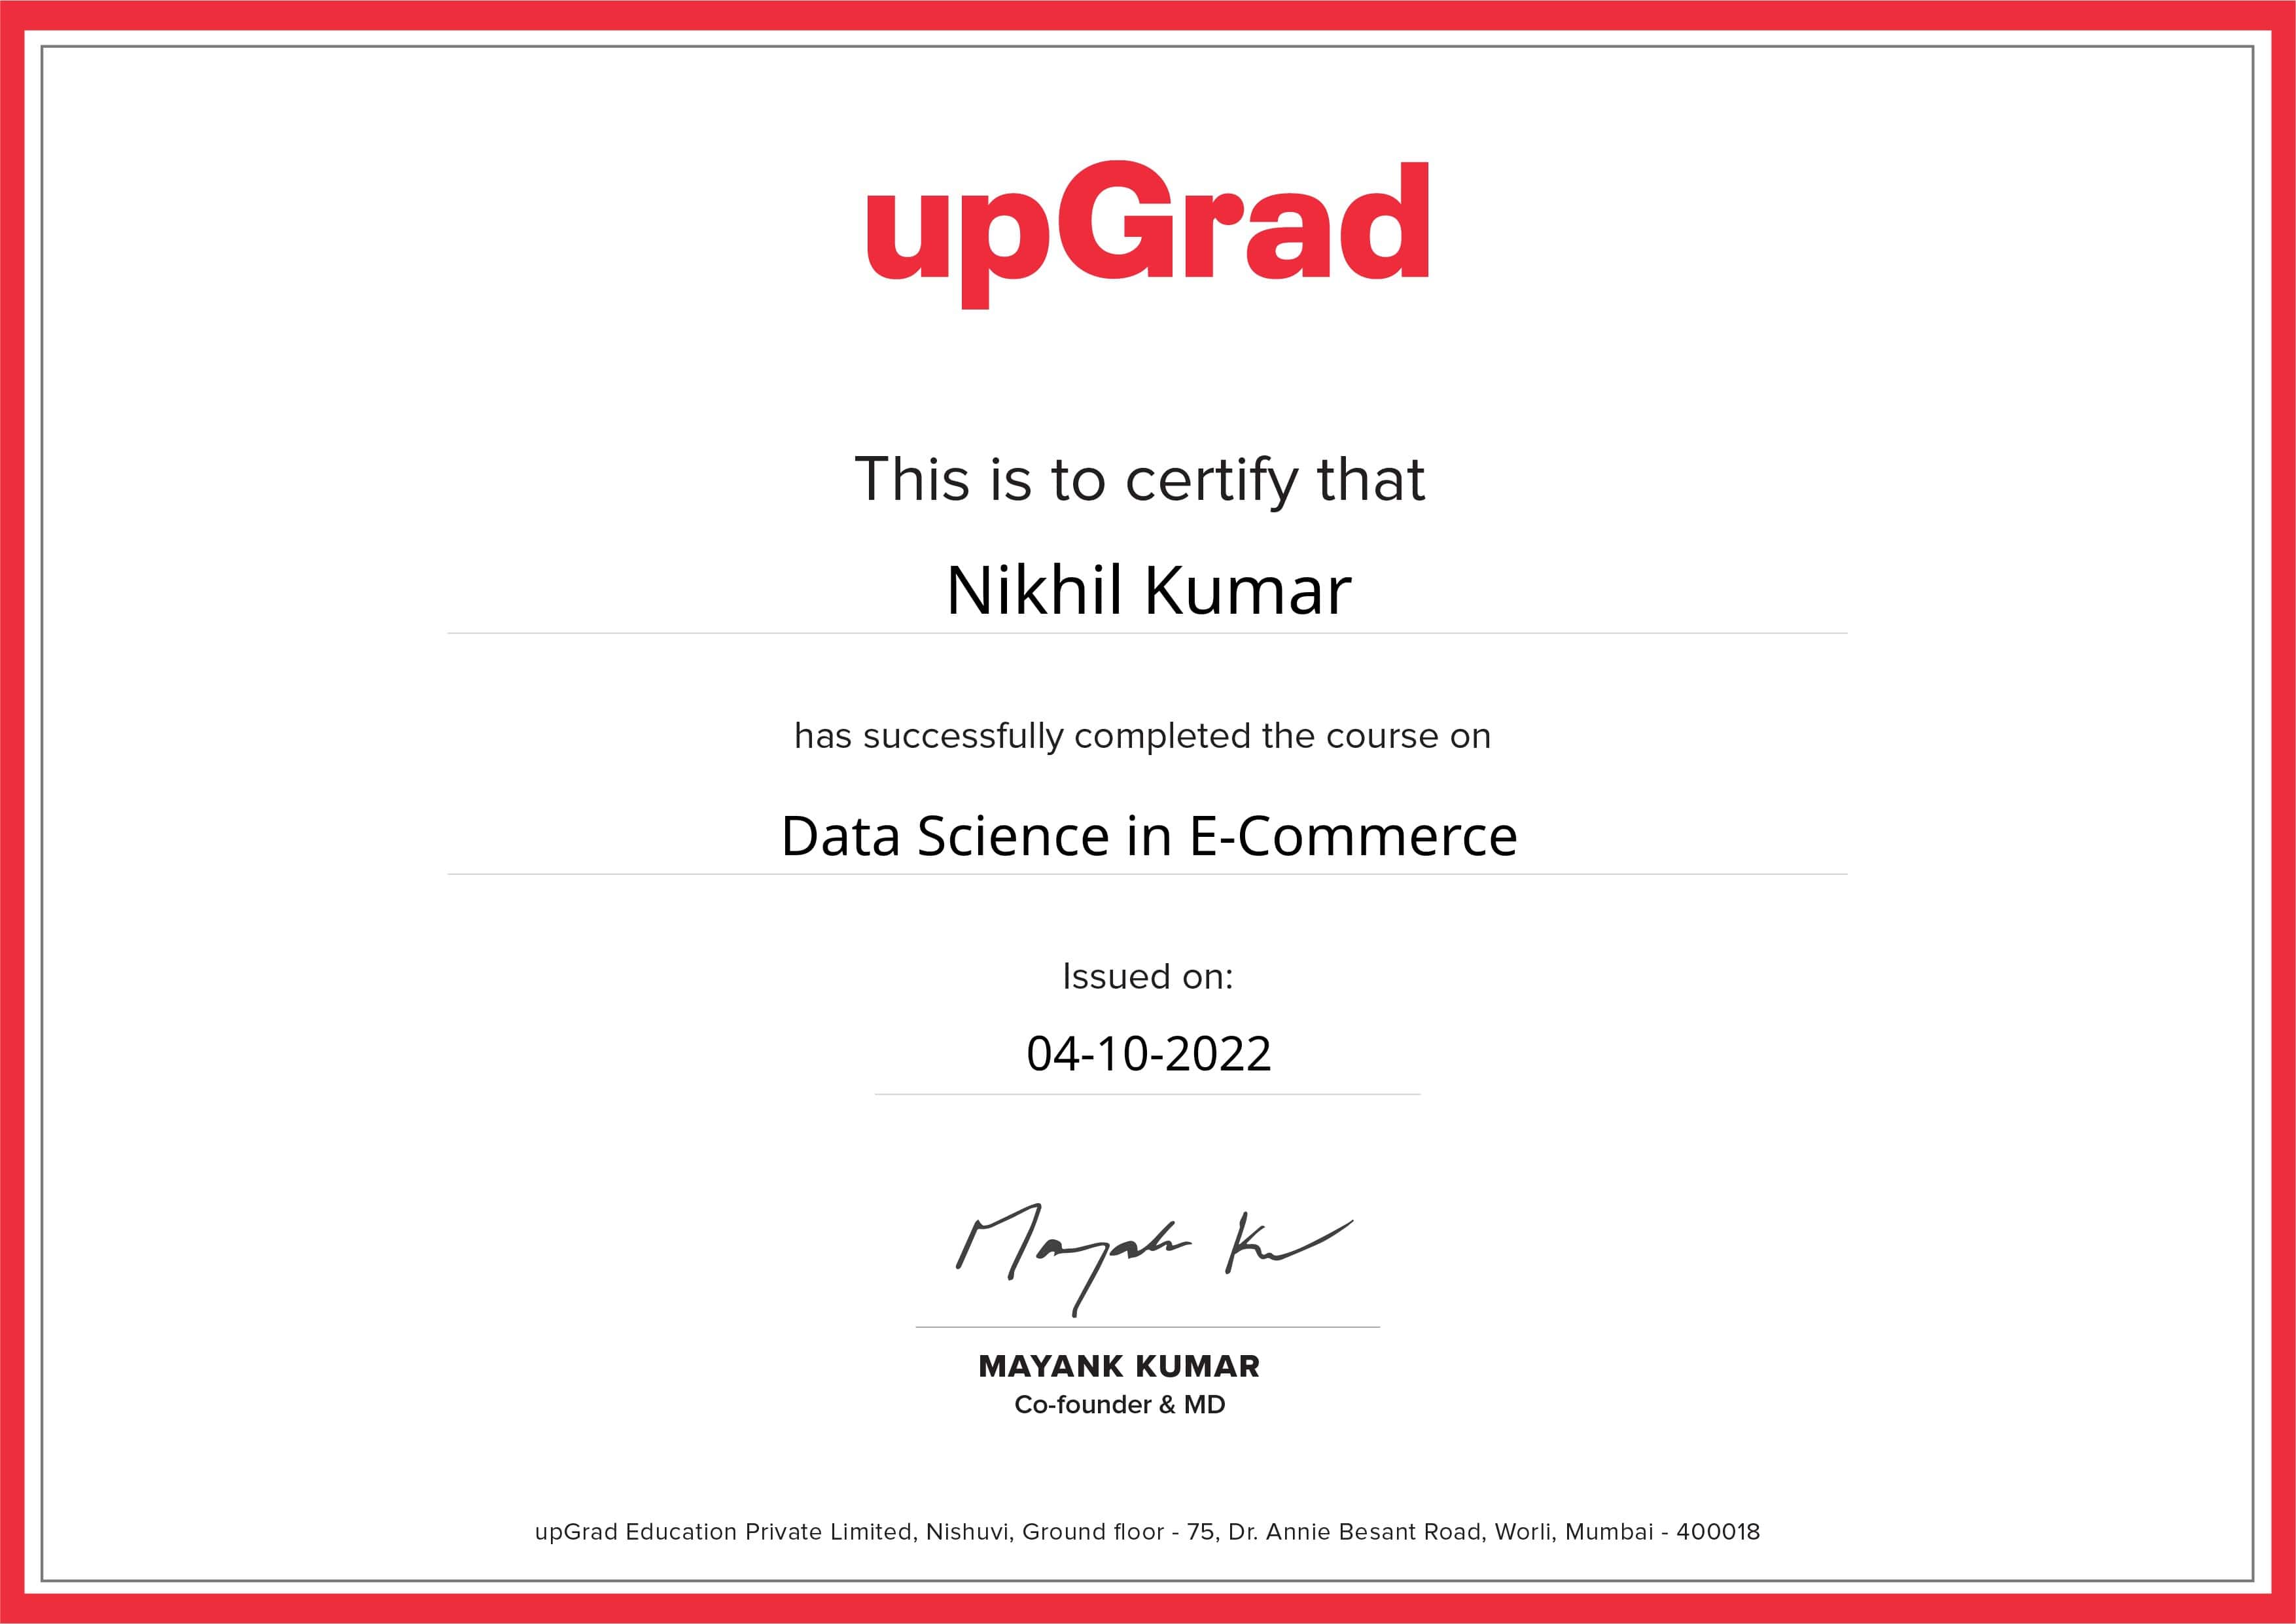 upGrad
This is to certify that
Nikhil Kumar
has successfully completed the course on
Data Science in E-Commerce
Issued on:
04-10-2022
Mayank K
MAYANK KUMAR
Co-founder & MD
upGrad Education Private Limited, Nishuvi, Ground floor - 75, Dr. Annie Besant Road, Worli, Mumbai - 400018